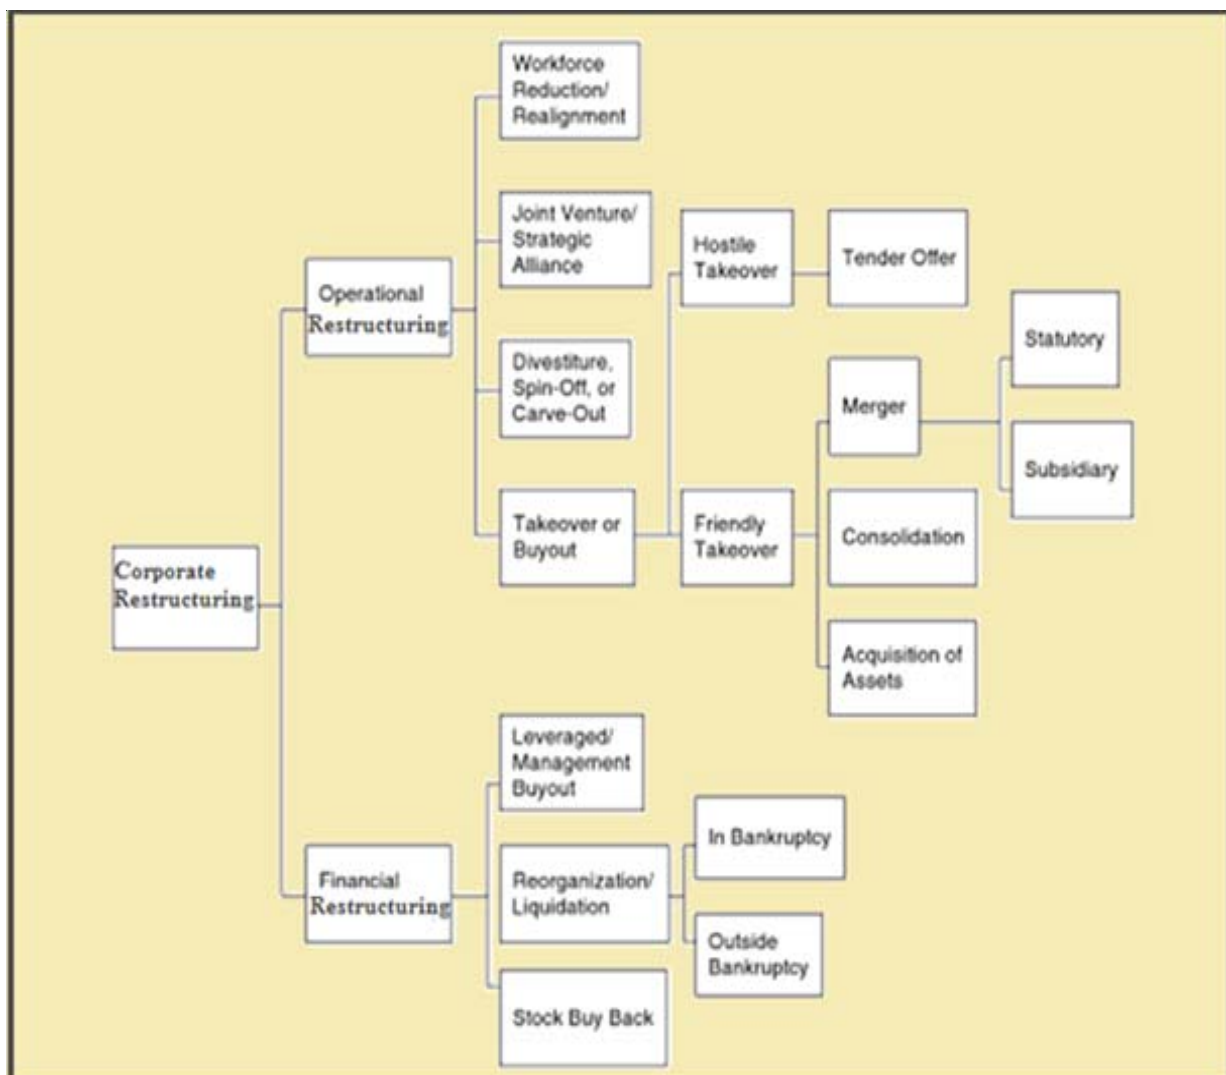 Workforce
Reduction/
Realignment
Joint Venture/
Strategic
Alliance
Hostile
Takeover
Tender Offer
Operational
Restructuring
Statutory
Divestiture,
Spin-Off, or
Carve-Out
Merger
Subsidiary
Takeover or
Buyout
Friendly
Takeover
Consolidation
Corporate
Restructuring
Acquisition of
Assets
Leveraged/
Management
Buyout
In Bankruptcy
Financial
Restructuring
Reorganization/
Liquidation
Outside
Bankruptcy
Stock Buy Back